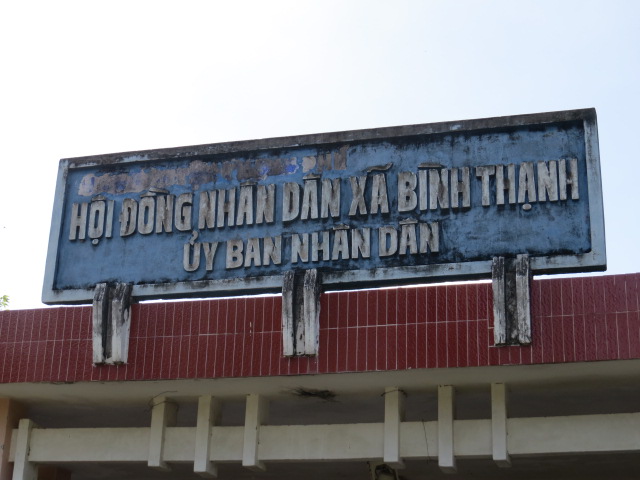 HỘI ĐỒNG NHÂN DÂN XÃ BÌNH THẠNH
ỦY BAN NHÂN DÂN